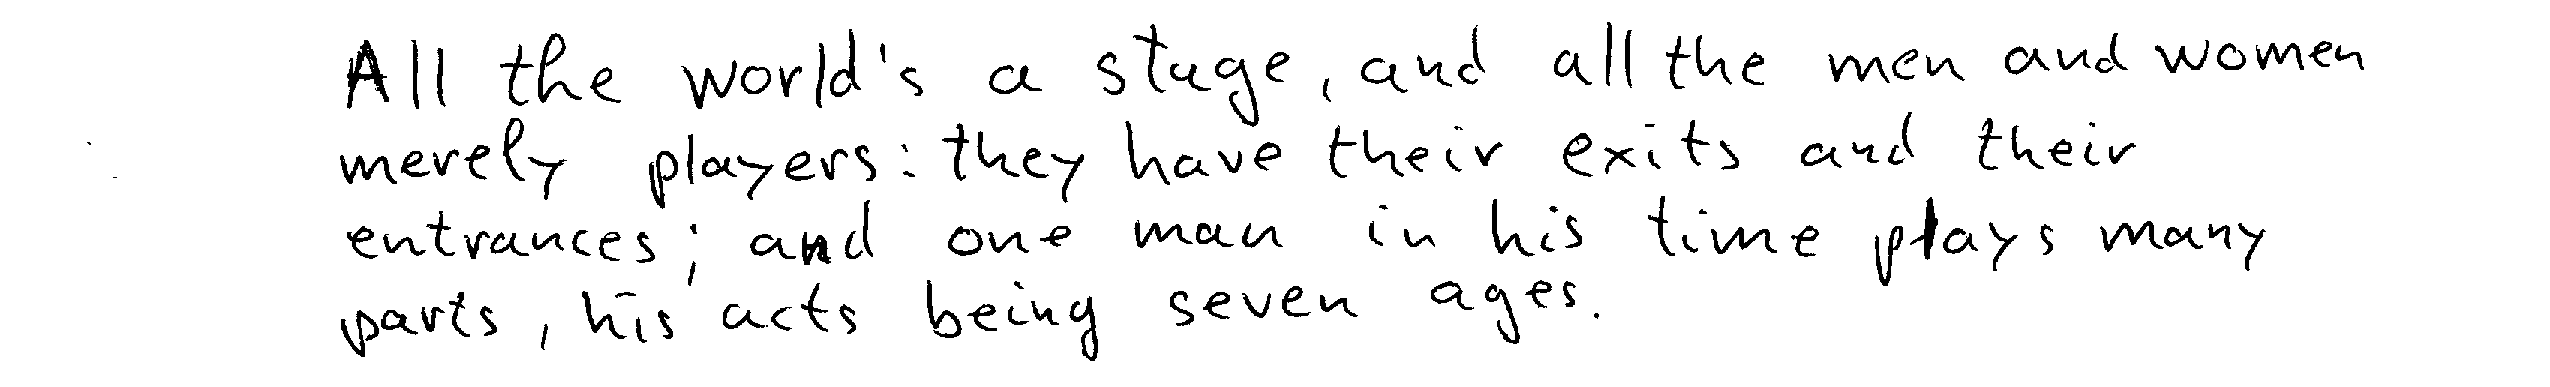 All the world's a stage, and all the men and women
merely players: they have their exits and their
entrances; and one man in his time plays many
parts, his acts being seven ages.